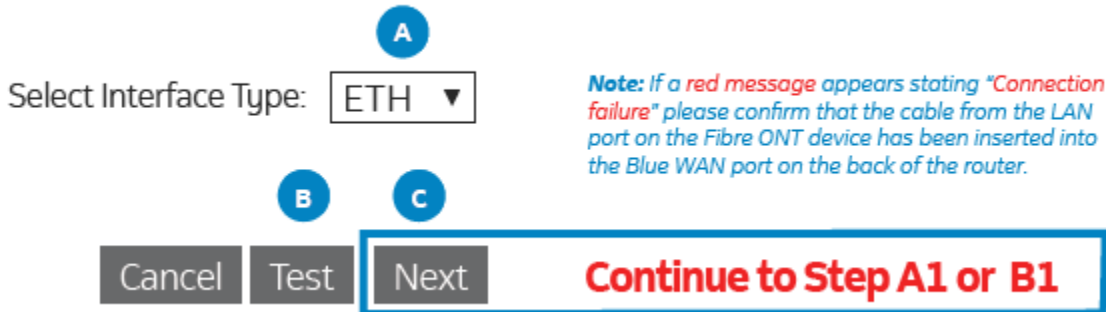 A
Select Interface Type: ETH ▼
Note: If a red message appears stating "Connection
failure" please confirm that the cable from the LAN
port on the Fibre ONT device has been inserted into
the Blue WAN port on the back of the router.
B C
Cancel Test Next Continue to Step A1 or B1